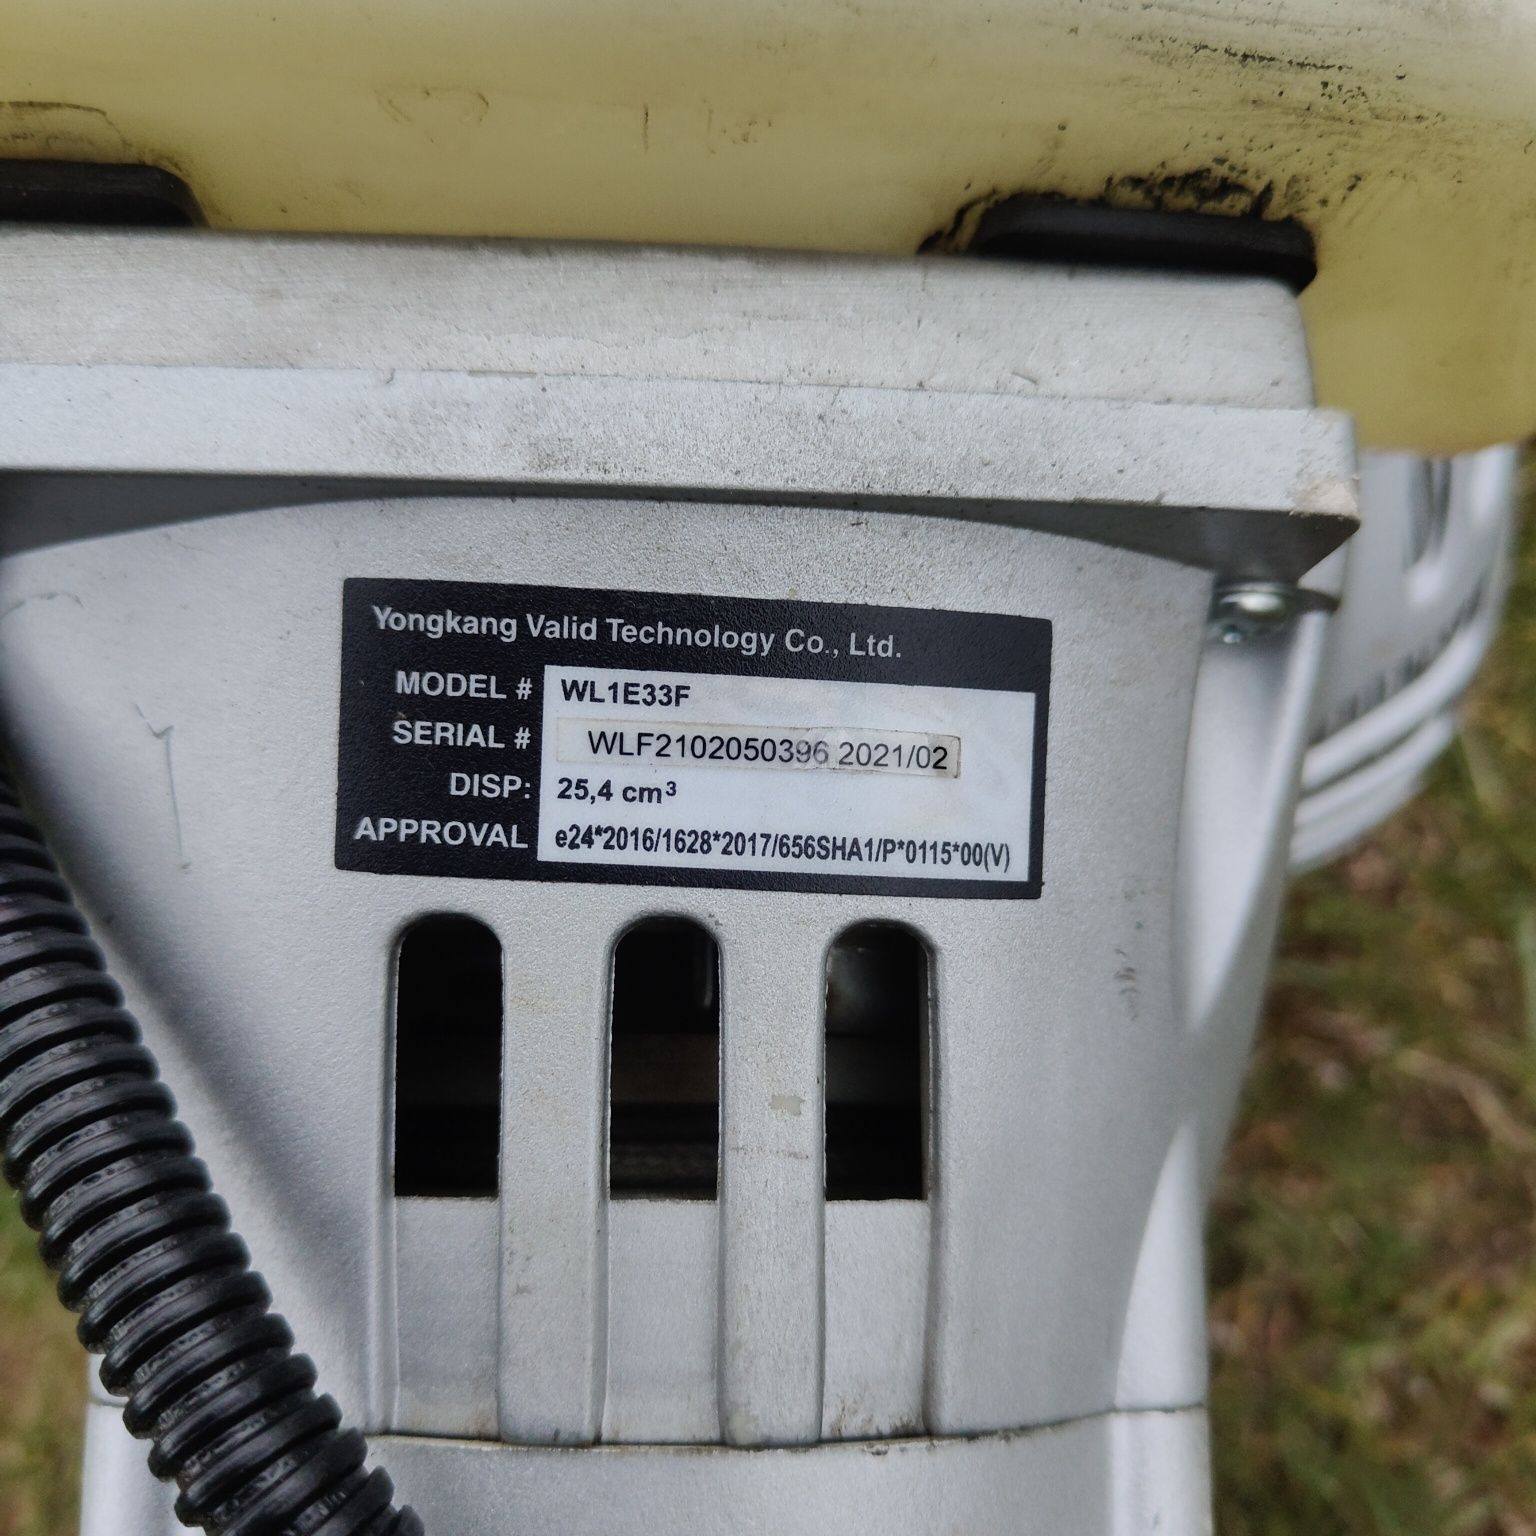 Yongkang Valid Technology Co., Ltd.
MODEL # WL1E33F
SERIAL # WLF2102050396 2021/02
DISP: 25,4 cm³
APPROVAL e24*2016/1628*2017/656SHA1/P*0115*00(V)